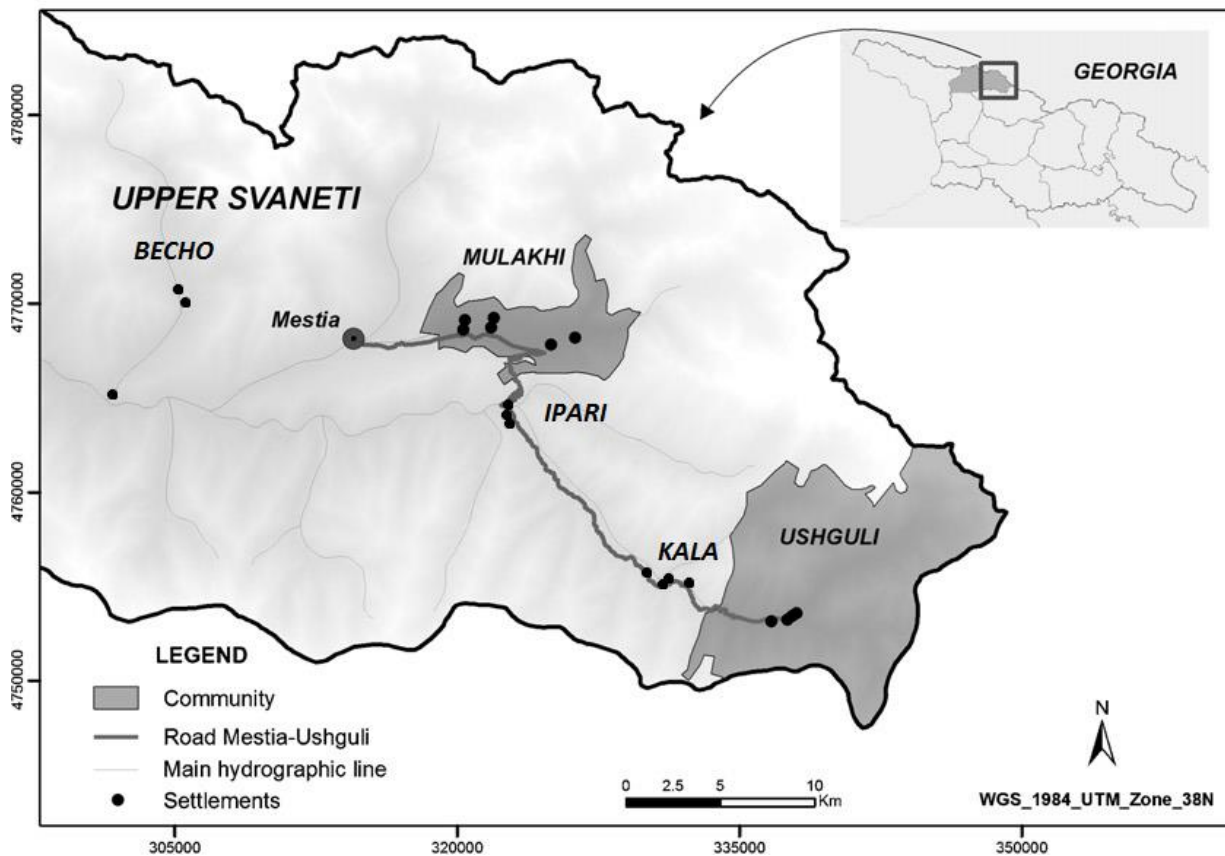 GEORGIA
UPPER SVANETI
BECHO
MULAKHI
Mestia
IPARI
KALA
USHGULI
LEGEND
Community
Road Mestia-Ushguli
Main hydrographic line
Settlements
N
0 2.5 5 10
Km
WGS_1984_UTM_Zone_38N
4780000
4770000
4760000
4750000
305000 320000 335000 350000